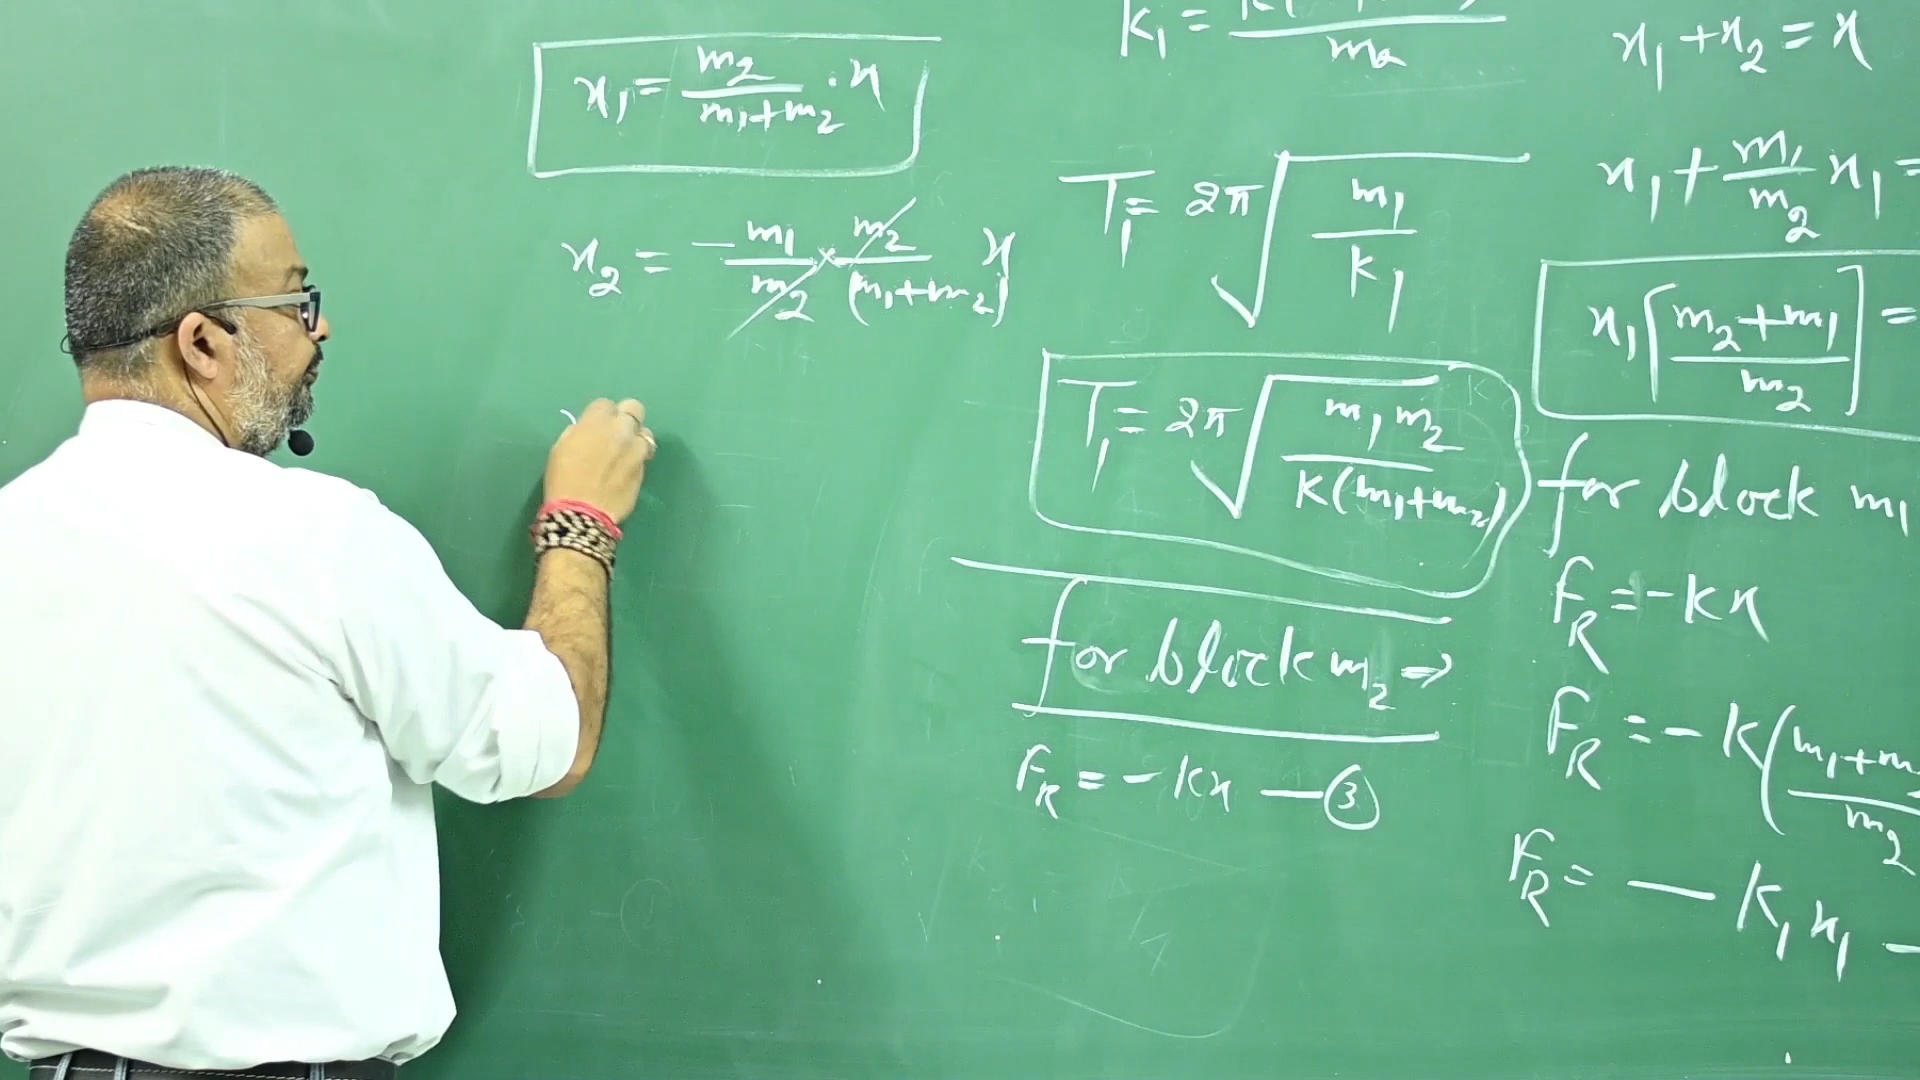 x₁ = m₂/(m₁+m₂) · x
x₂ = - m₁/m₂ × m₂/(m₁+m₂) x
K₁ = / m₂
T₁ = 2π √(m₁/K₁)
T₁ = 2π √(m₁m₂/K(m₁+m₂))
for block m₂ ⇒
F_R = - Kx — ③
x₁ + x₂ = x
x₁ + m₁/m₂ x₁ =
x₁ [(m₂+m₁)/m₂] =
for block m₁
F_R = - Kx
F_R = - K((m₁+m₂)/m₂
F_R = - K₁x₁ -